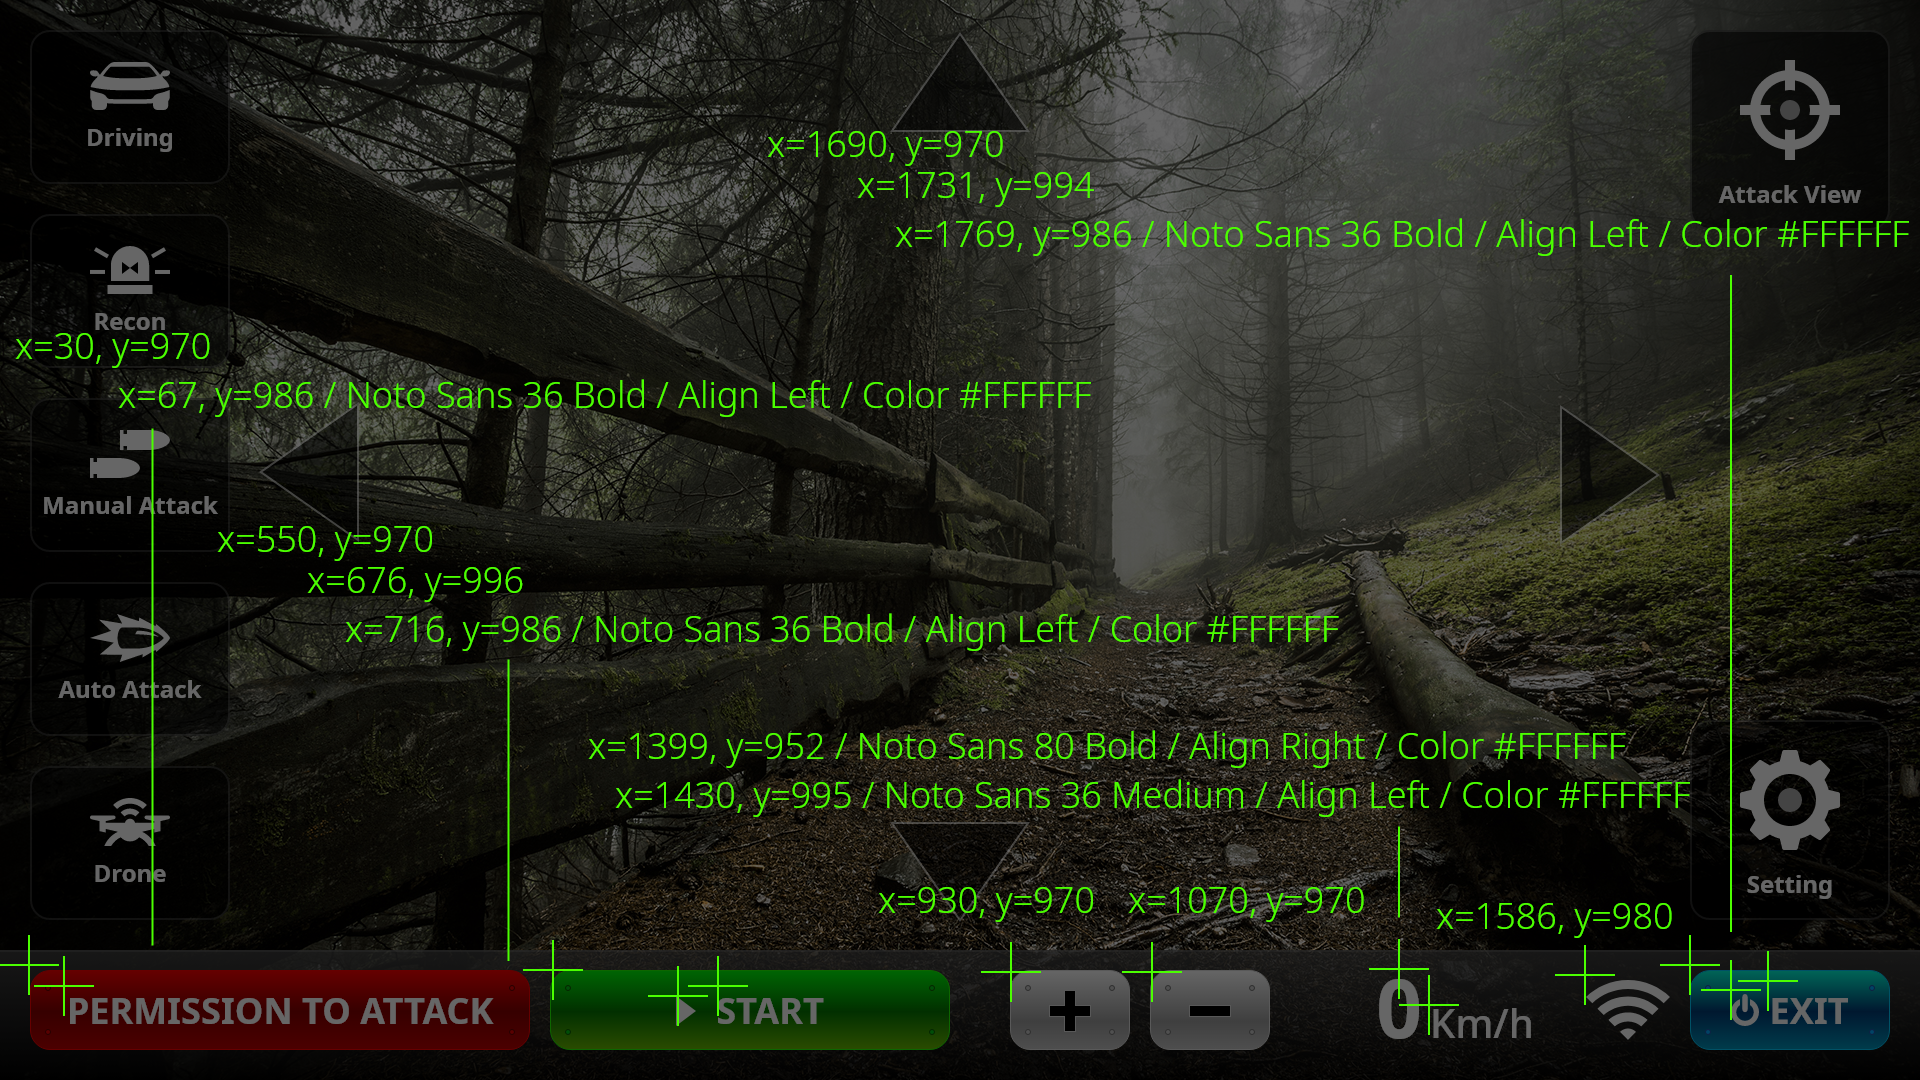 Driving
Attack View
x=1690, y=970
x=1731, y=994
x=1769, y=986 / Noto Sans 36 Bold / Align Left / Color #FFFFFF
Recon
x=30, y=970
x=67, y=986 / Noto Sans 36 Bold / Align Left / Color #FFFFFF
Manual Attack
x=550, y=970
x=676, y=996
x=716, y=986 / Noto Sans 36 Bold / Align Left / Color #FFFFFF
Auto Attack
x=1399, y=952 / Noto Sans 80 Bold / Align Right / Color #FFFFFF
x=1430, y=995 / Noto Sans 36 Medium / Align Left / Color #FFFFFF
Drone
Setting
x=930, y=970
x=1070, y=970
x=1586, y=980
PERMISSION TO ATTACK
START
+
−
0 Km/h
EXIT